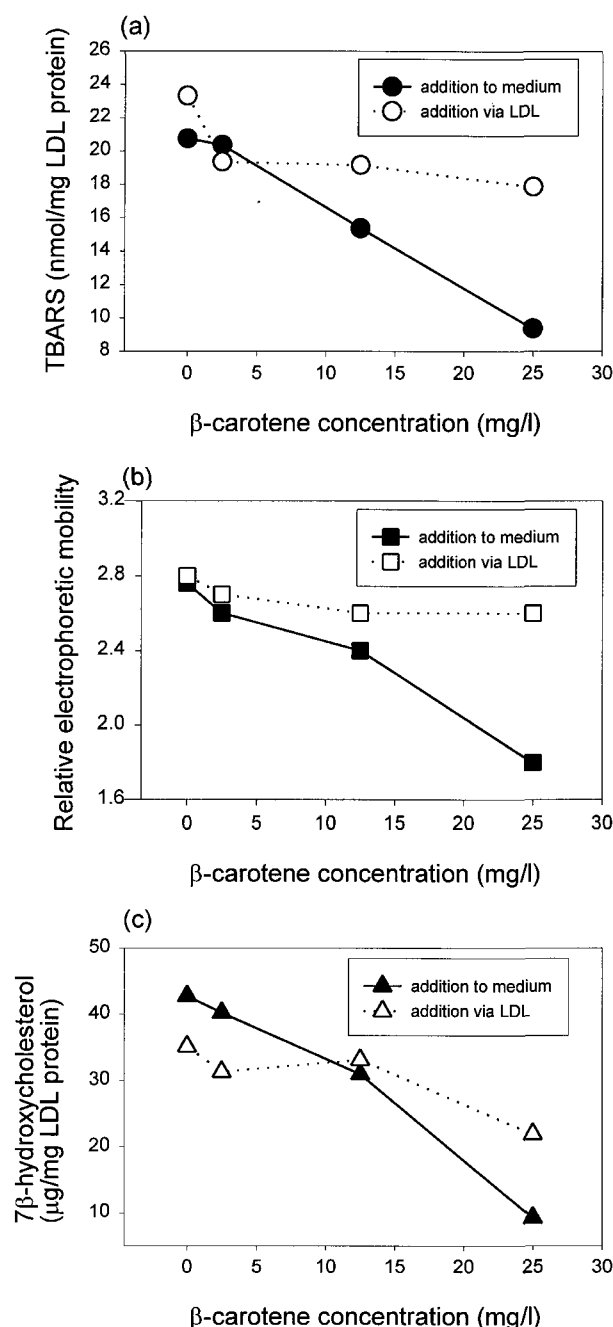 (a)
26
24
22
20
18
16
14
12
10
8
TBARS (nmol/mg LDL protein)
addition to medium
addition via LDL
0 5 10 15 20 25 30
β-carotene concentration (mg/l)
(b)
3.2
2.8
2.4
2.0
1.6
Relative electrophoretic mobility
addition to medium
addition via LDL
0 5 10 15 20 25 30
β-carotene concentration (mg/l)
(c)
50
40
30
20
10
7β-hydroxycholesterol
(μg/mg LDL protein)
addition to medium
addition via LDL
0 5 10 15 20 25 30
β-carotene concentration (mg/l)